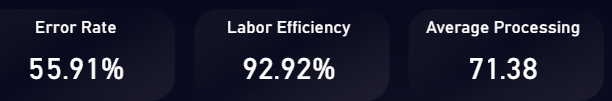 Error Rate
Labor Efficiency
Average Processing
55.91%
92.92%
71.38